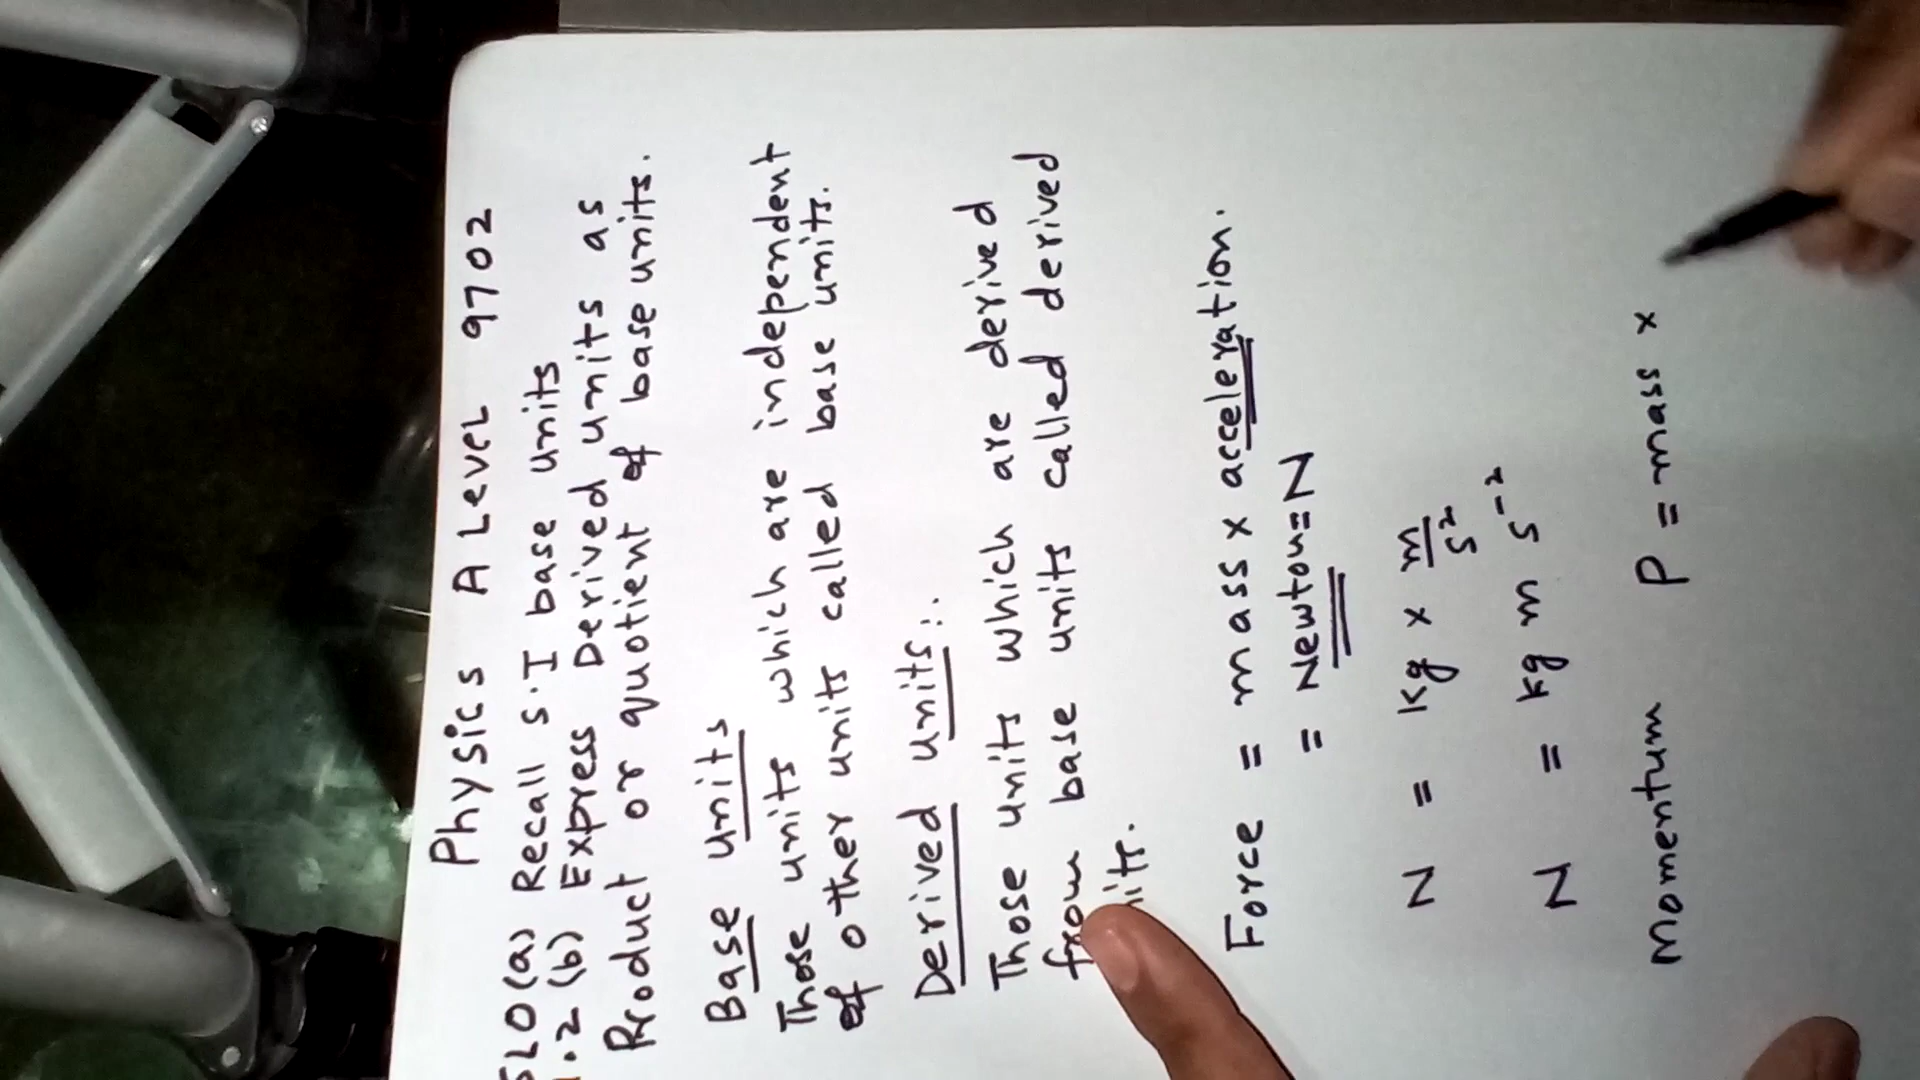 Physics A Level 9702
SLO(a) Recall S.I base units
1.2 (b) Express Derived units as
Product or quotient of base units.
Base units
Those units which are independent
of other units called base units.
Derived units:.
Those units which are derived
from base units called derived
nits.
Force = mass x acceleration.
= Newton=N
N = kg x m/s²
N = kg m s⁻²
Momentum P = mass x